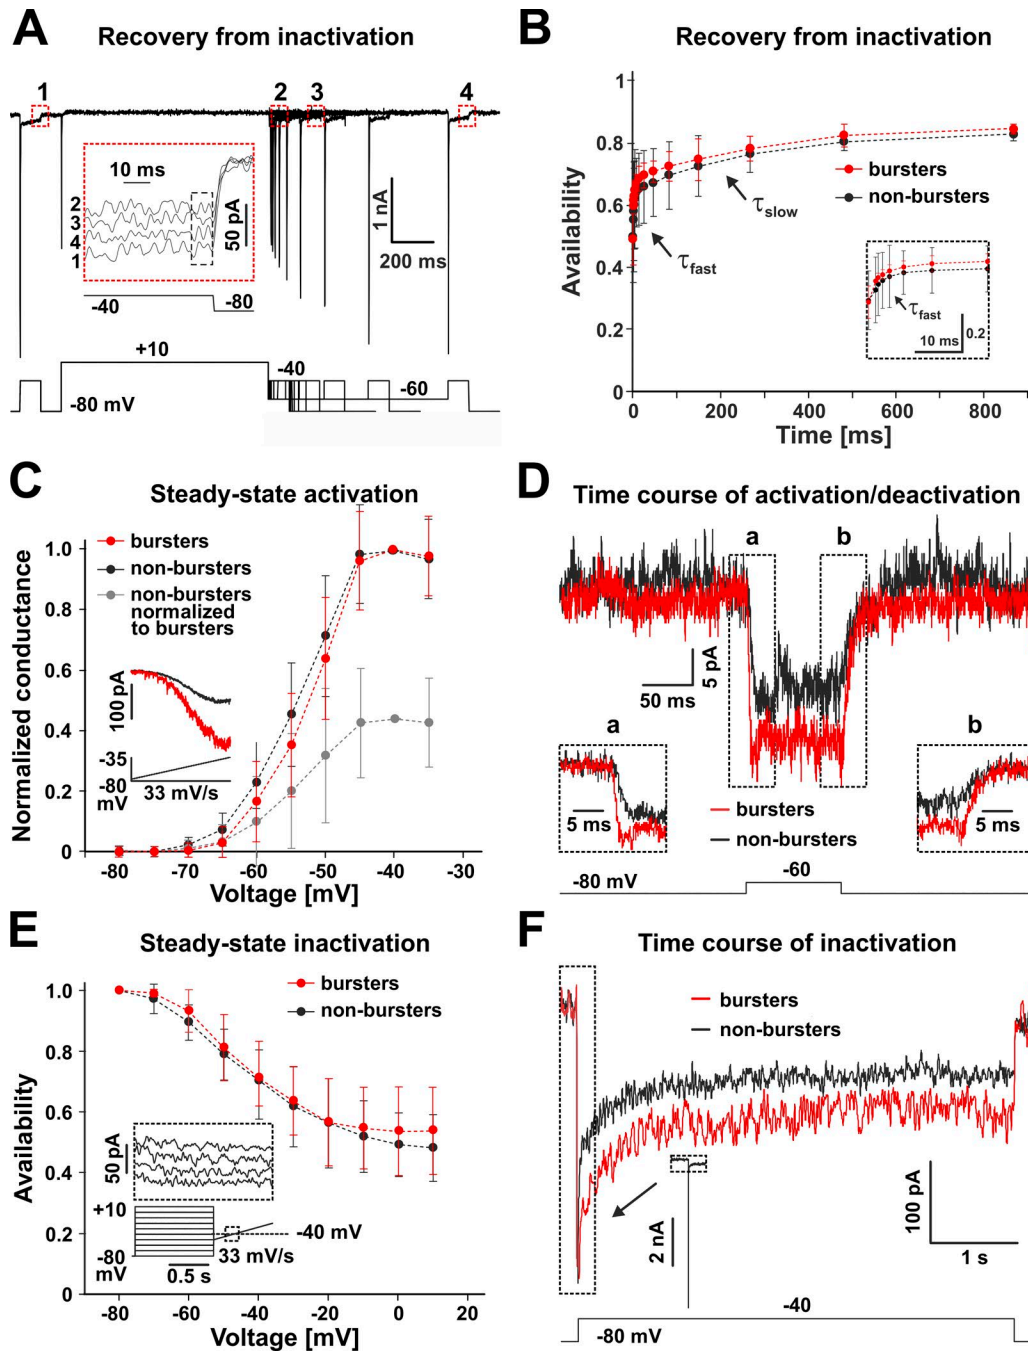 A
Recovery from inactivation
1
2
3
4
10 ms
2
3
4
1
50 pA
-40
-80
1 nA
200 ms
+10
-40
-60
-80 mV
B
Recovery from inactivation
Availability
1
0.8
0.6
0.4
0.2
0
bursters
non-bursters
τslow
τfast
τfast
10 ms
0.2
0
200
400
600
800
Time [ms]
C
Steady-state activation
Normalized conductance
1.0
0.8
0.6
0.4
0.2
0
bursters
non-bursters
non-bursters
normalized
to bursters
100 pA
-35
-80
mV
33 mV/s
-80
-70
-60
-50
-40
-30
Voltage [mV]
D
Time course of activation/deactivation
a
b
50 ms
5 pA
a
b
5 ms
5 ms
bursters
non-bursters
-60
-80 mV
E
Steady-state inactivation
Availability
1.0
0.8
0.6
0.4
0.2
0
bursters
non-bursters
50 pA
+10
-80
mV
-40 mV
33 mV/s
0.5 s
-80
-60
-40
-20
0
20
Voltage [mV]
F
Time course of inactivation
bursters
non-bursters
2 nA
100 pA
1 s
-40
-80 mV